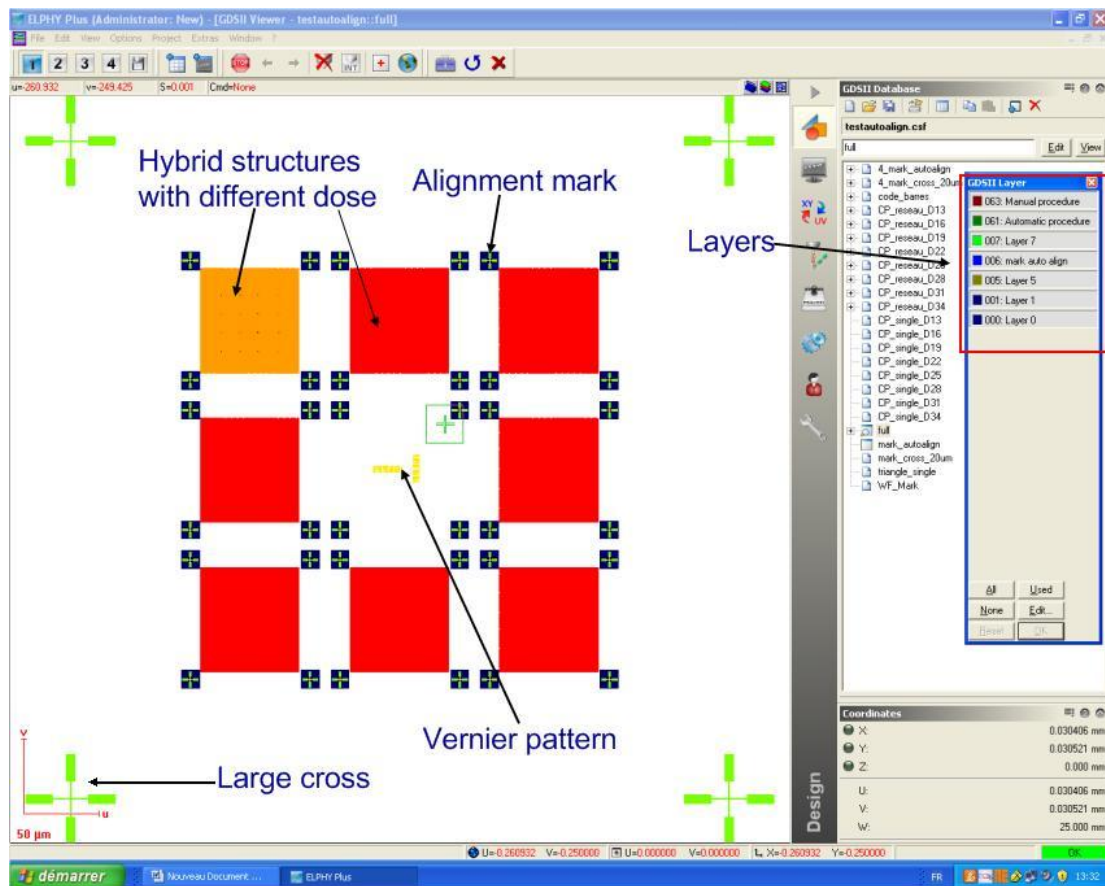 ELPHY Plus (Administrator: New) - [GDSII Viewer - testautoalign::full]
File Edit View Options Project Extras Window ?
1 2 3 4
u=-260.932 v=-249.425 S=0.001 Cmd=None
Hybrid structures
with different dose
Alignment mark
Layers
Vernier pattern
Large cross
v
u
50 µm
XY
UV
Design
GDSII Database
testautoalign.csf
full
Edit View
4_mark_autoalign
4_mark_cross_20um
code_barres
CP_reseau_D13
CP_reseau_D16
CP_reseau_D19
CP_reseau_D22
CP_reseau_D28
CP_reseau_D31
CP_reseau_D34
CP_single_D13
CP_single_D16
CP_single_D19
CP_single_D22
CP_single_D25
CP_single_D28
CP_single_D31
CP_single_D34
full
mark_autoalign
mark_cross_20um
triangle_single
WF_Mark
GDSII Layer
063: Manual procedure
061: Automatic procedure
007: Layer 7
006: mark auto align
005: Layer 5
001: Layer 1
000: Layer 0
All Used
None Edit...
Reset OK
Coordinates
X: 0.030406 mm
Y: 0.030521 mm
Z: 0.000 mm
U: 0.030406 mm
V: 0.030521 mm
W: 25.000 mm
U=-0.260932 V=-0.250000 U=0.000000 V=0.000000 X=-0.260932 Y=-0.250000 OK
démarrer Nouveau Document ... ELPHY Plus FR 13:32